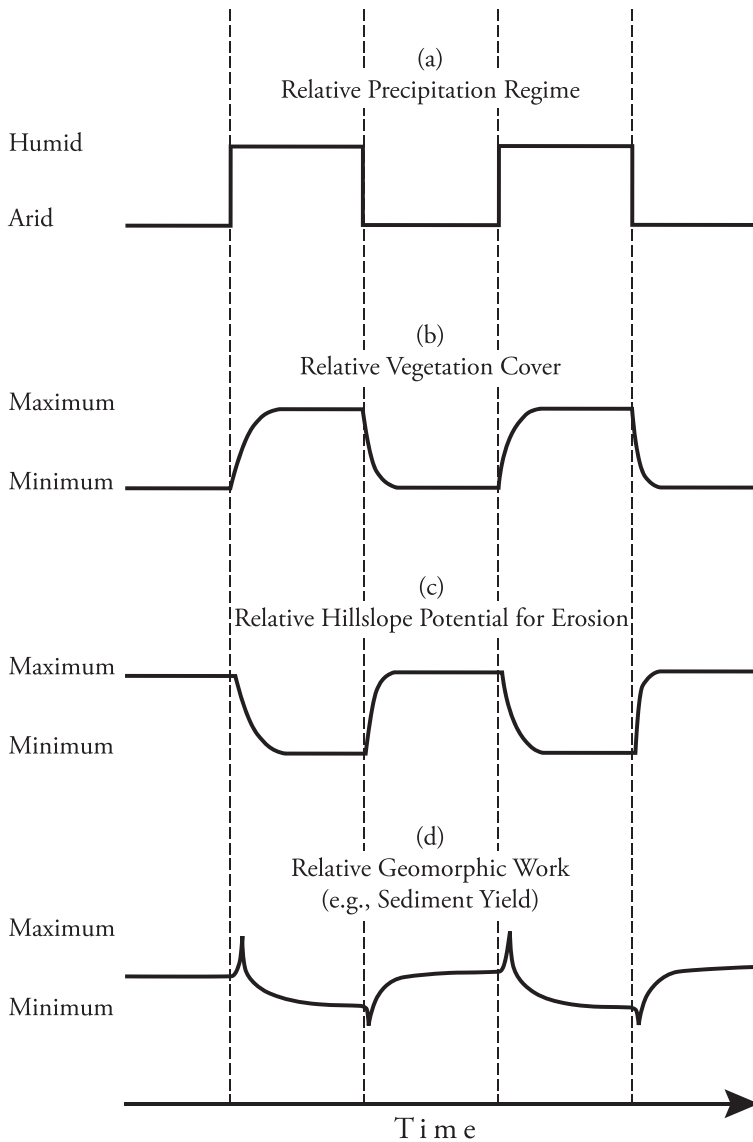 (a)
Relative Precipitation Regime
Humid
Arid
(b)
Relative Vegetation Cover
Maximum
Minimum
(c)
Relative Hillslope Potential for Erosion
Maximum
Minimum
(d)
Relative Geomorphic Work
(e.g., Sediment Yield)
Maximum
Minimum
Time